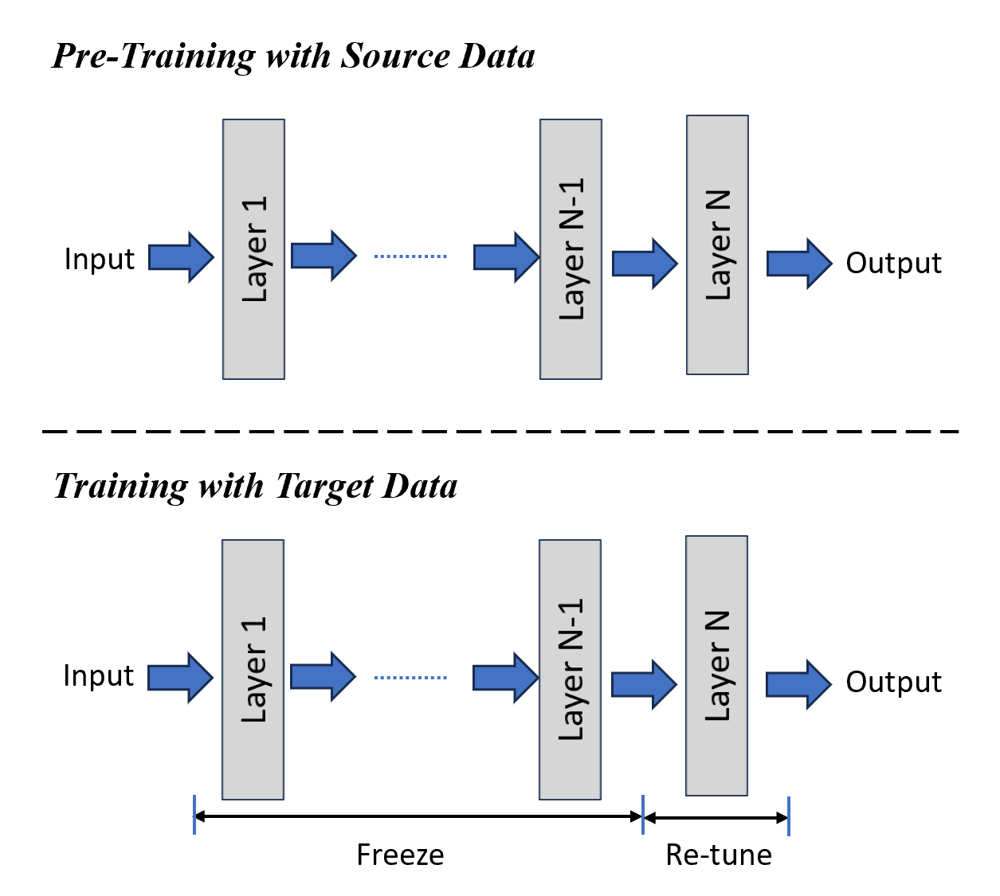 Pre-Training with Source Data
Input
Layer 1
Layer N-1
Layer N
Output
Training with Target Data
Input
Layer 1
Layer N-1
Layer N
Output
Freeze
Re-tune